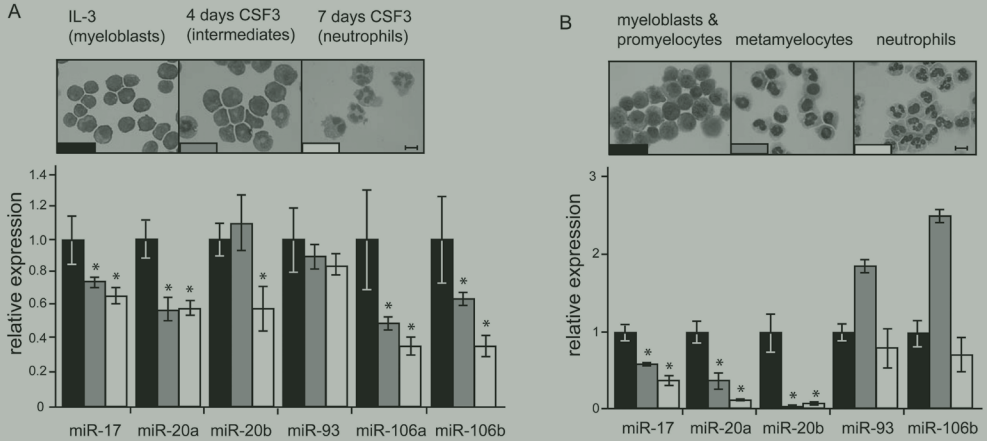 A
IL-3
(myeloblasts)
4 days CSF3
(intermediates)
7 days CSF3
(neutrophils)
relative expression
1.4
1.2
1.0
0.8
0.6
0.4
0.2
0
* * * * * * * * *
miR-17 miR-20a miR-20b miR-93 miR-106a miR-106b
B
myeloblasts &
promyelocytes
metamyelocytes
neutrophils
relative expression
3
2
1
0
* * * * * *
miR-17 miR-20a miR-20b miR-93 miR-106b